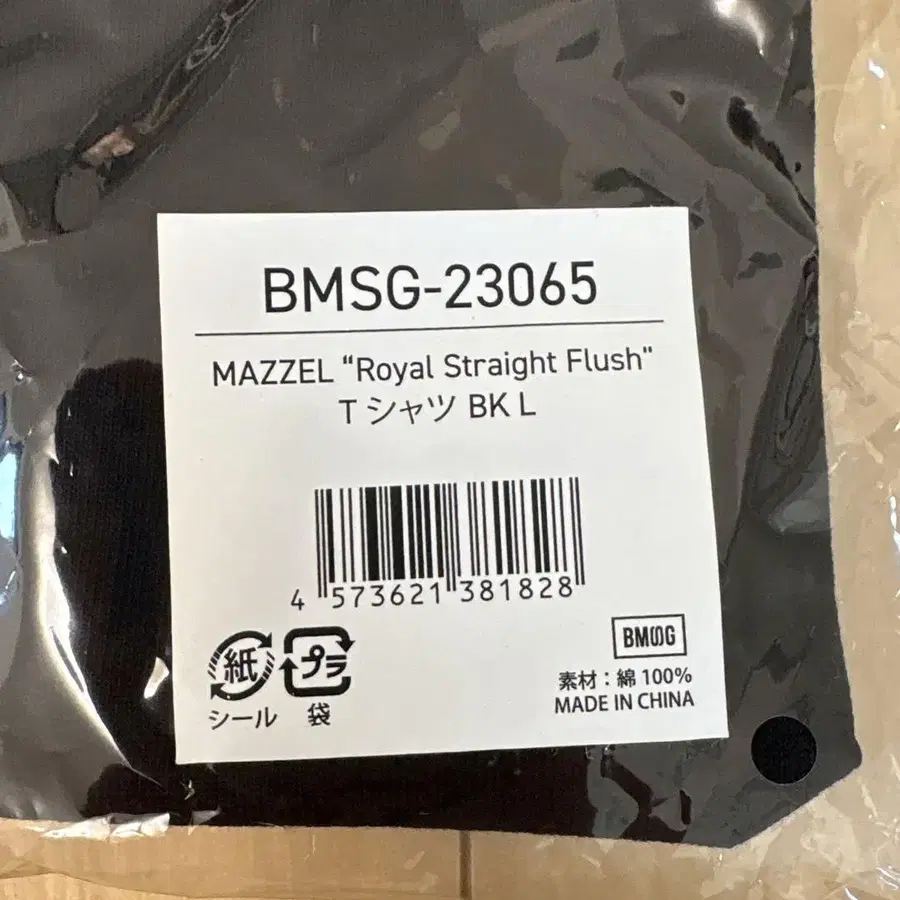 BMSG-23065
MAZZEL “Royal Straight Flush"
Tシャツ BK L
4 573621 381828
紙 プラ
シール 袋
BMSG
素材：綿 100%
MADE IN CHINA